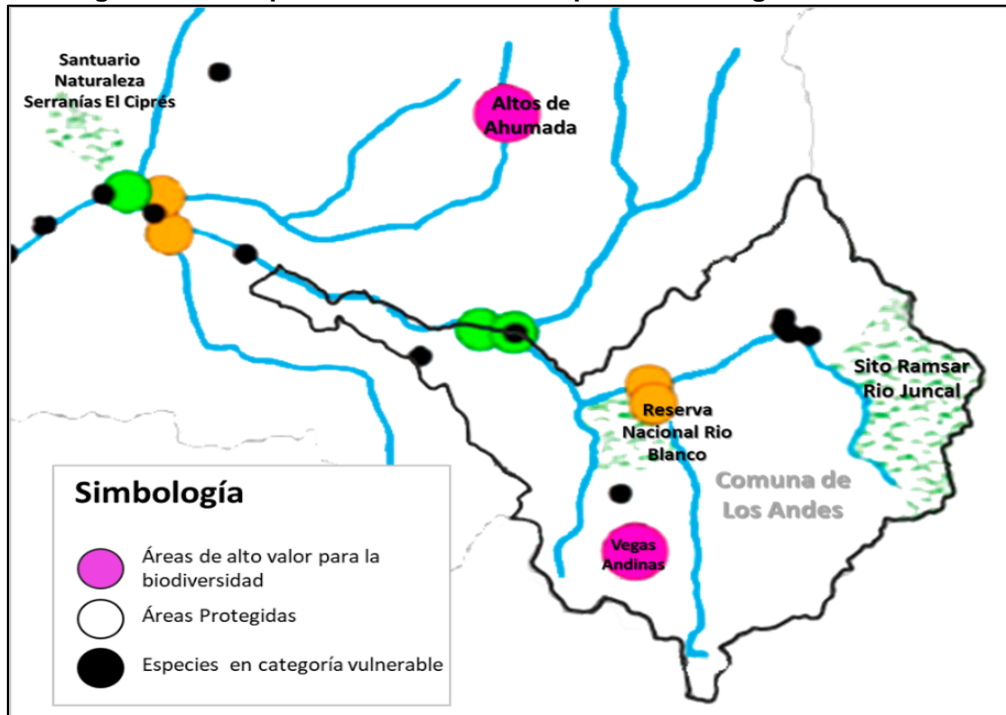 Santuario
Naturaleza
Serranías El Ciprés
Altos de
Ahumada
Sito Ramsar
Rio Juncal
Reserva
Nacional Rio
Blanco
Comuna de
Los Andes
Vegas
Andinas
Simbología
Áreas de alto valor para la
biodiversidad
Áreas Protegidas
Especies en categoría vulnerable